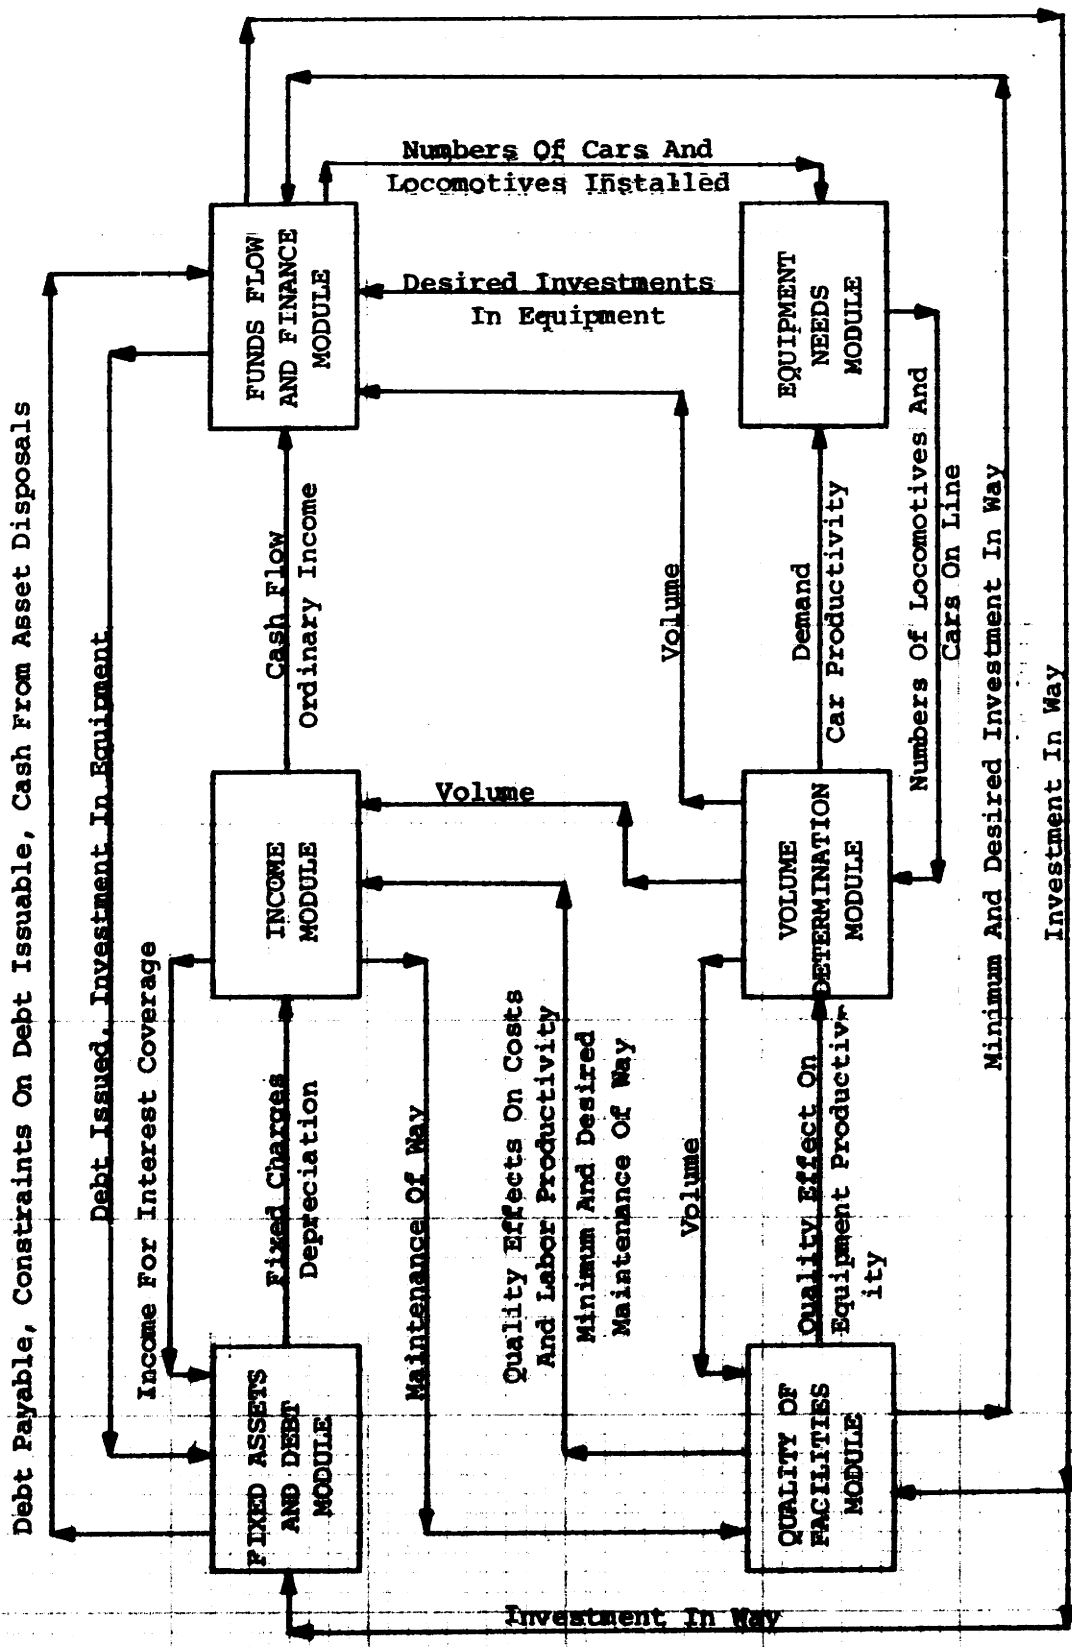 Debt Payable, Constraints On Debt Issuable, Cash From Asset Disposals
Debt Issued, Investment In Equipment
Income For Interest Coverage
FIXED ASSETS
AND DEBT
MODULE
Fixed Charges
Depreciation
INCOME
MODULE
Cash Flow
Ordinary Income
FUNDS FLOW
AND FINANCE
MODULE
Maintenance Of Way
Quality Effects On Costs
And Labor Productivity
Minimum And Desired
Maintenance Of Way
Volume
Volume
Numbers Of Cars And
Locomotives Installed
Desired Investments
In Equipment
Volume
QUALITY OF
FACILITIES
MODULE
Quality Effect On
Equipment Productiv-
ity
VOLUME
DETERMINATION
MODULE
Demand
Car Productivity
EQUIPMENT
NEEDS
MODULE
Numbers Of Locomotives And
Cars On Line
Minimum And Desired Investment In Way
Investment In Way
Investment In Way